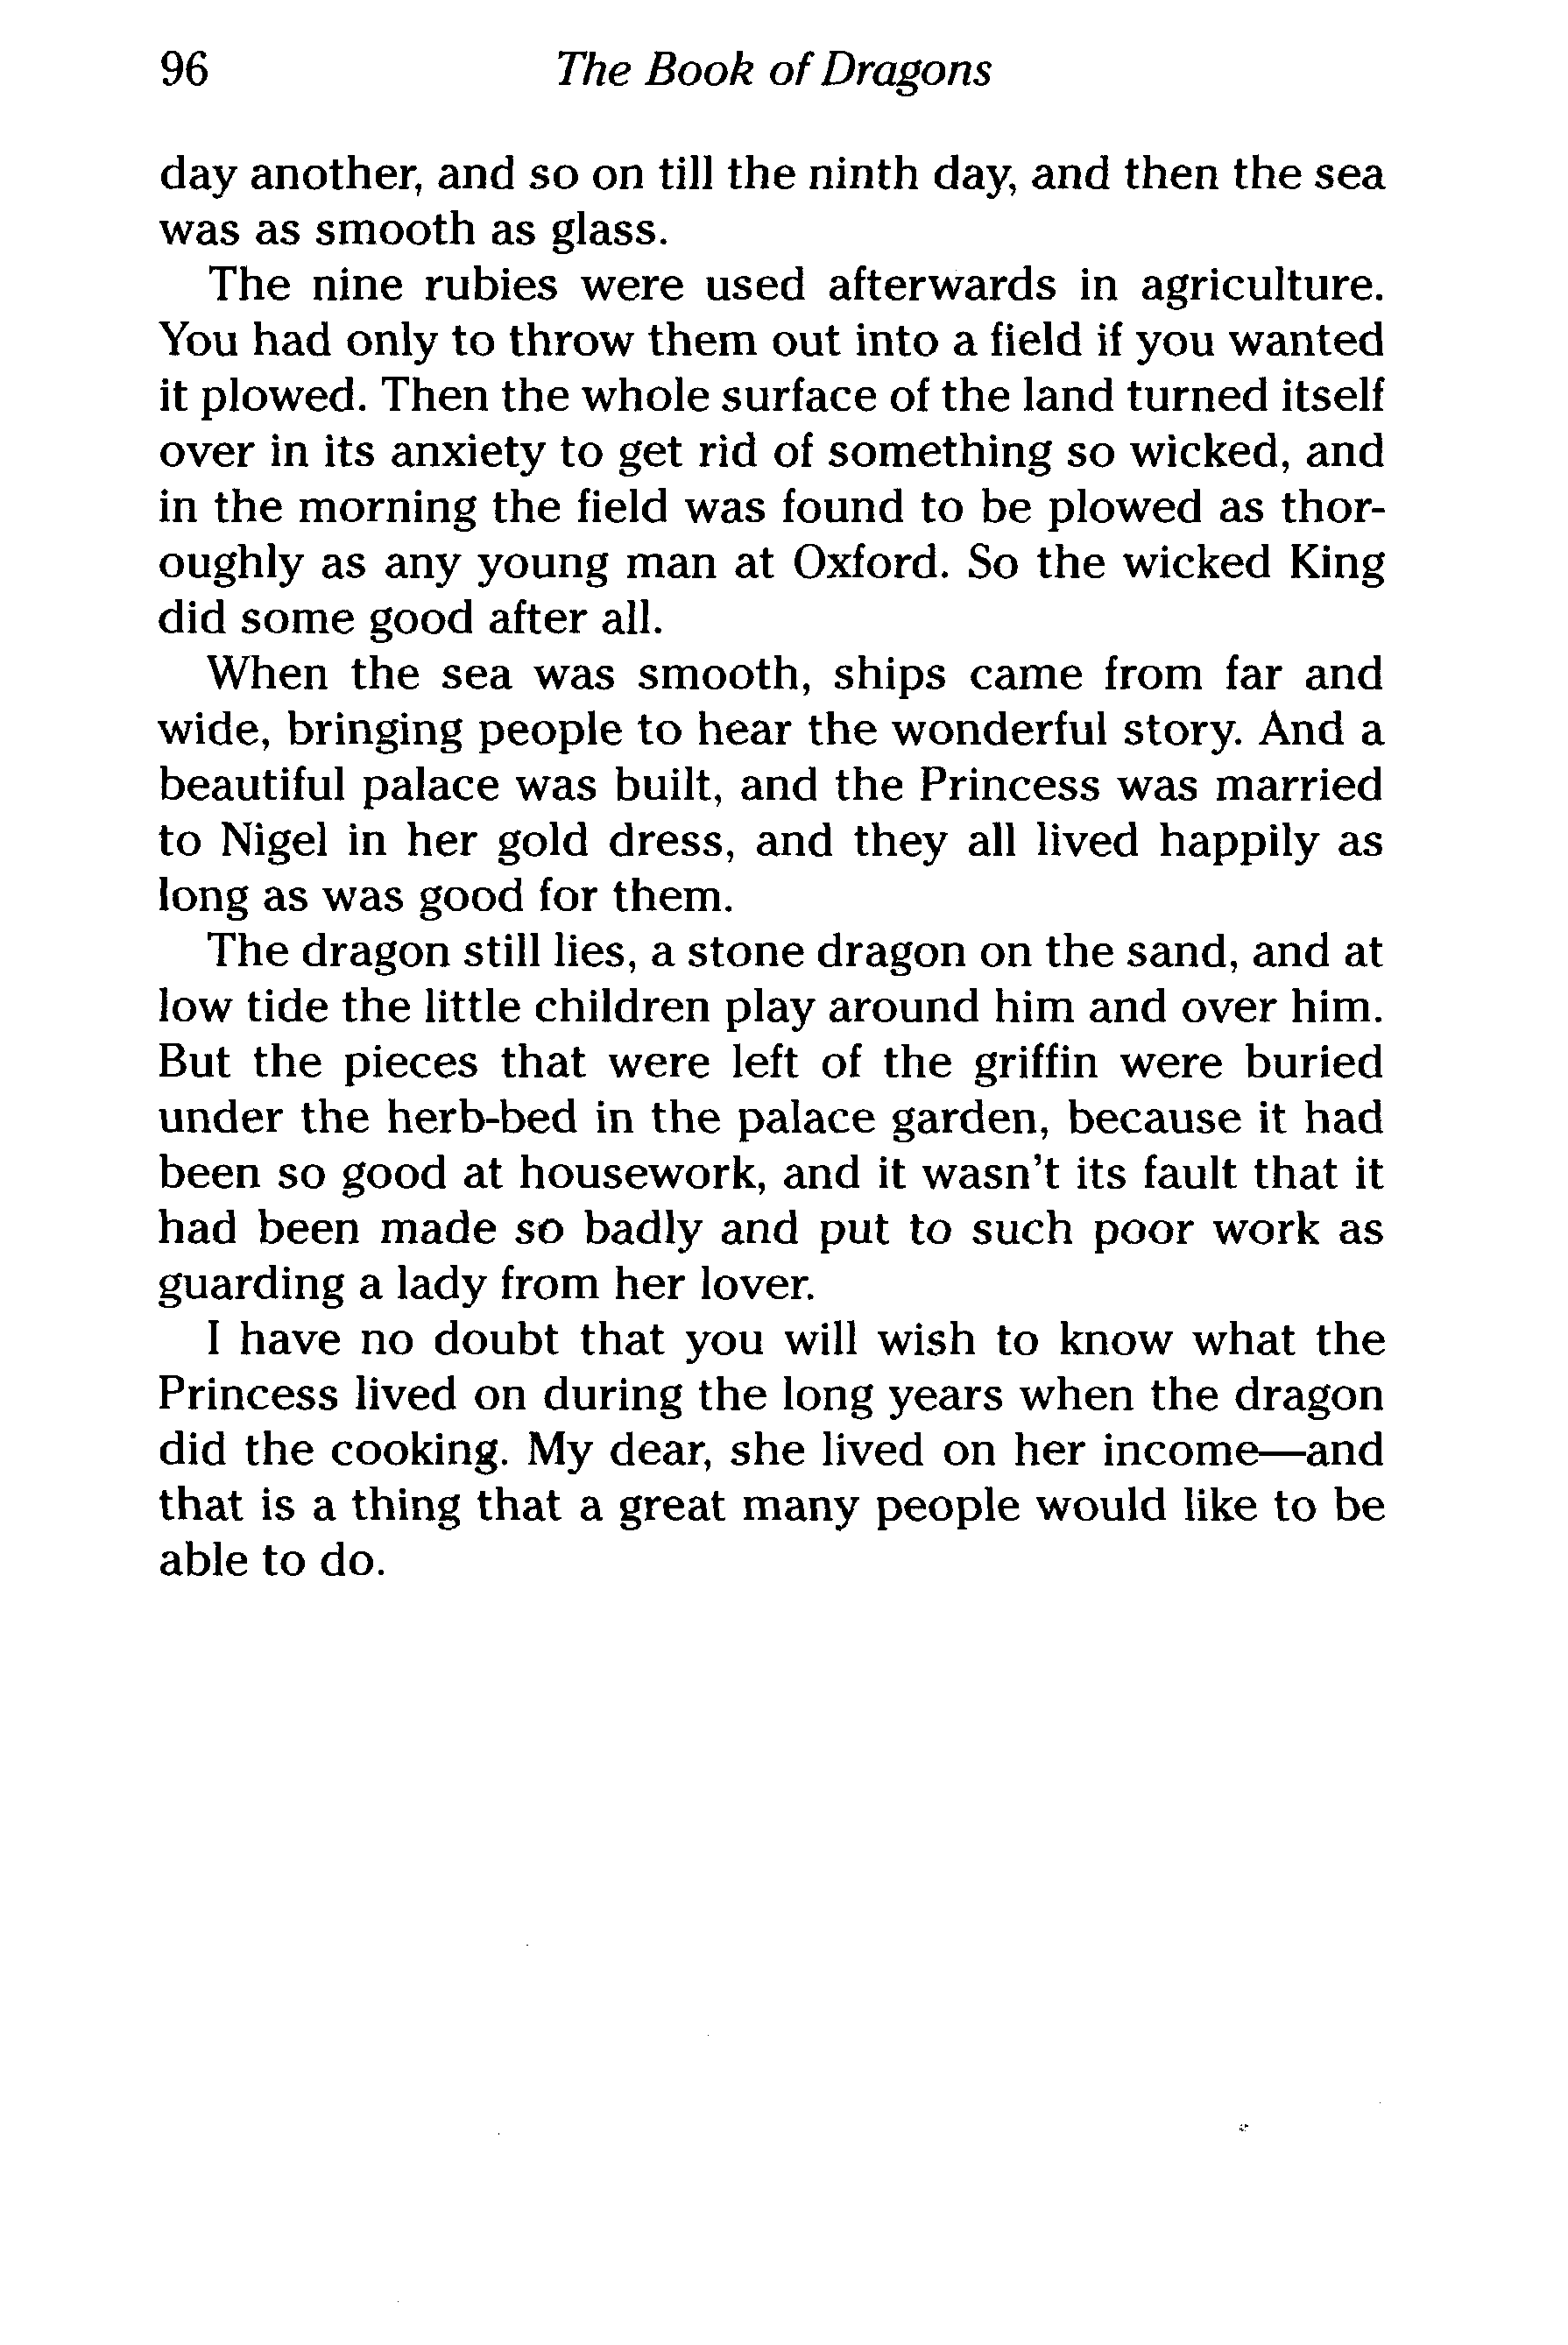 96 The Book of Dragons
day another, and so on till the ninth day, and then the sea
was as smooth as glass.
The nine rubies were used afterwards in agriculture.
You had only to throw them out into a field if you wanted
it plowed. Then the whole surface of the land turned itself
over in its anxiety to get rid of something so wicked, and
in the morning the field was found to be plowed as thor-
oughly as any young man at Oxford. So the wicked King
did some good after all.
When the sea was smooth, ships came from far and
wide, bringing people to hear the wonderful story. And a
beautiful palace was built, and the Princess was married
to Nigel in her gold dress, and they all lived happily as
long as was good for them.
The dragon still lies, a stone dragon on the sand, and at
low tide the little children play around him and over him.
But the pieces that were left of the griffin were buried
under the herb-bed in the palace garden, because it had
been so good at housework, and it wasn't its fault that it
had been made so badly and put to such poor work as
guarding a lady from her lover.
I have no doubt that you will wish to know what the
Princess lived on during the long years when the dragon
did the cooking. My dear, she lived on her income—and
that is a thing that a great many people would like to be
able to do.